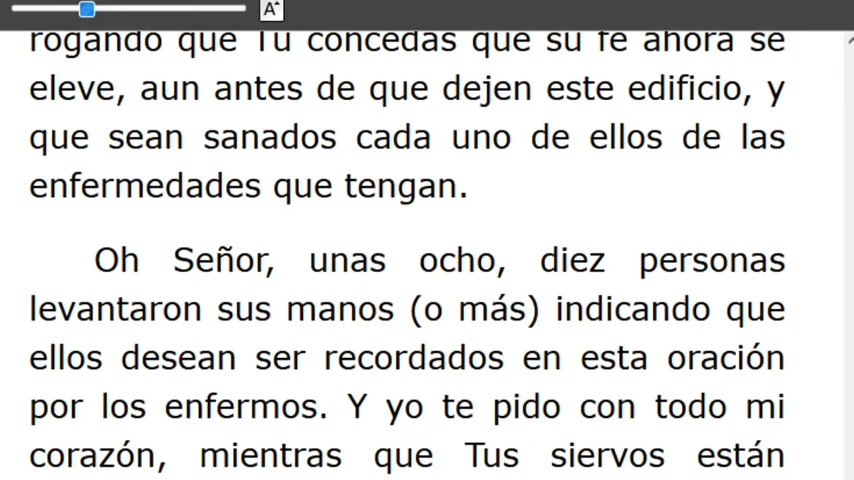 A
rogando que Tú concedas que su fe ahora se
eleve, aun antes de que dejen este edificio, y
que sean sanados cada uno de ellos de las
enfermedades que tengan.
Oh Señor, unas ocho, diez personas
levantaron sus manos (o más) indicando que
ellos desean ser recordados en esta oración
por los enfermos. Y yo te pido con todo mi
corazón, mientras que Tus siervos están